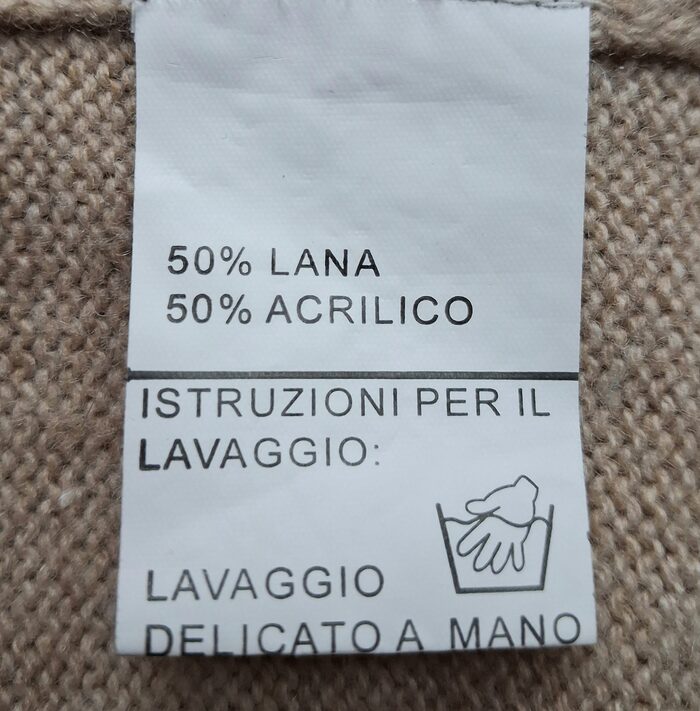 50% LANA
50% ACRILICO
ISTRUZIONI PER IL
LAVAGGIO:
LAVAGGIO
DELICATO A MANO